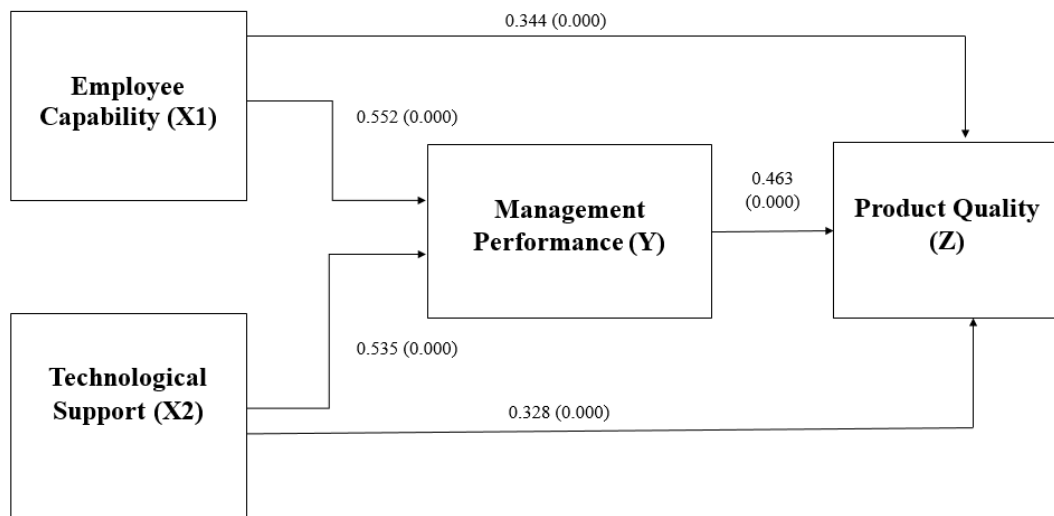 0.344 (0.000)
Employee
Capability (X1)
0.552 (0.000)
Management
Performance (Y)
0.463
(0.000)
Product Quality
(Z)
0.535 (0.000)
Technological
Support (X2)
0.328 (0.000)